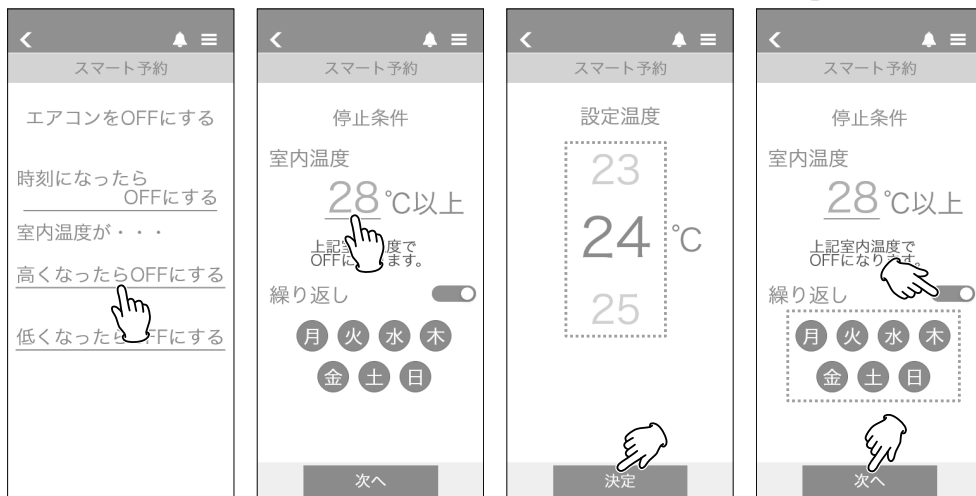 スマート予約
エアコンをOFFにする
時刻になったら
OFFにする
室内温度が・・・
高くなったらOFFにする
低くなったらOFFにする
スマート予約
停止条件
室内温度
28℃以上
上記室 度で
OFFに ます。
繰り返し
月 火 水 木
金 土 日
次へ
スマート予約
設定温度
23
24 ℃
25
決定
スマート予約
停止条件
室内温度
28℃以上
上記室内温度で
OFFになります。
繰り返し
月 火 水 木
金 土 日
次へ